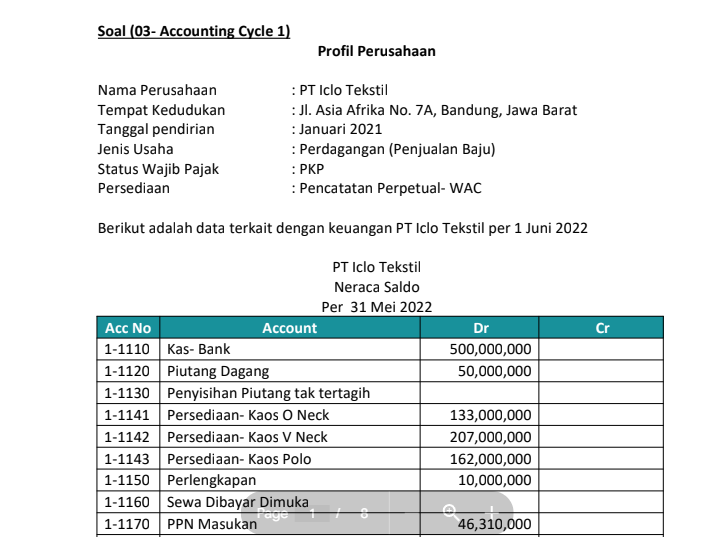 Soal (03- Accounting Cycle 1)
Profil Perusahaan
Nama Perusahaan : PT Iclo Tekstil
Tempat Kedudukan : Jl. Asia Afrika No. 7A, Bandung, Jawa Barat
Tanggal pendirian : Januari 2021
Jenis Usaha : Perdagangan (Penjualan Baju)
Status Wajib Pajak : PKP
Persediaan : Pencatatan Perpetual- WAC
Berikut adalah data terkait dengan keuangan PT Iclo Tekstil per 1 Juni 2022
PT Iclo Tekstil
Neraca Saldo
Per 31 Mei 2022
Acc No Account Dr Cr
1-1110 Kas- Bank 500,000,000
1-1120 Piutang Dagang 50,000,000
1-1130 Penyisihan Piutang tak tertagih
1-1141 Persediaan- Kaos O Neck 133,000,000
1-1142 Persediaan- Kaos V Neck 207,000,000
1-1143 Persediaan- Kaos Polo 162,000,000
1-1150 Perlengkapan 10,000,000
1-1160 Sewa Dibayar Dimuka
Page 1 / 8
1-1170 PPN Masukan 46,310,000